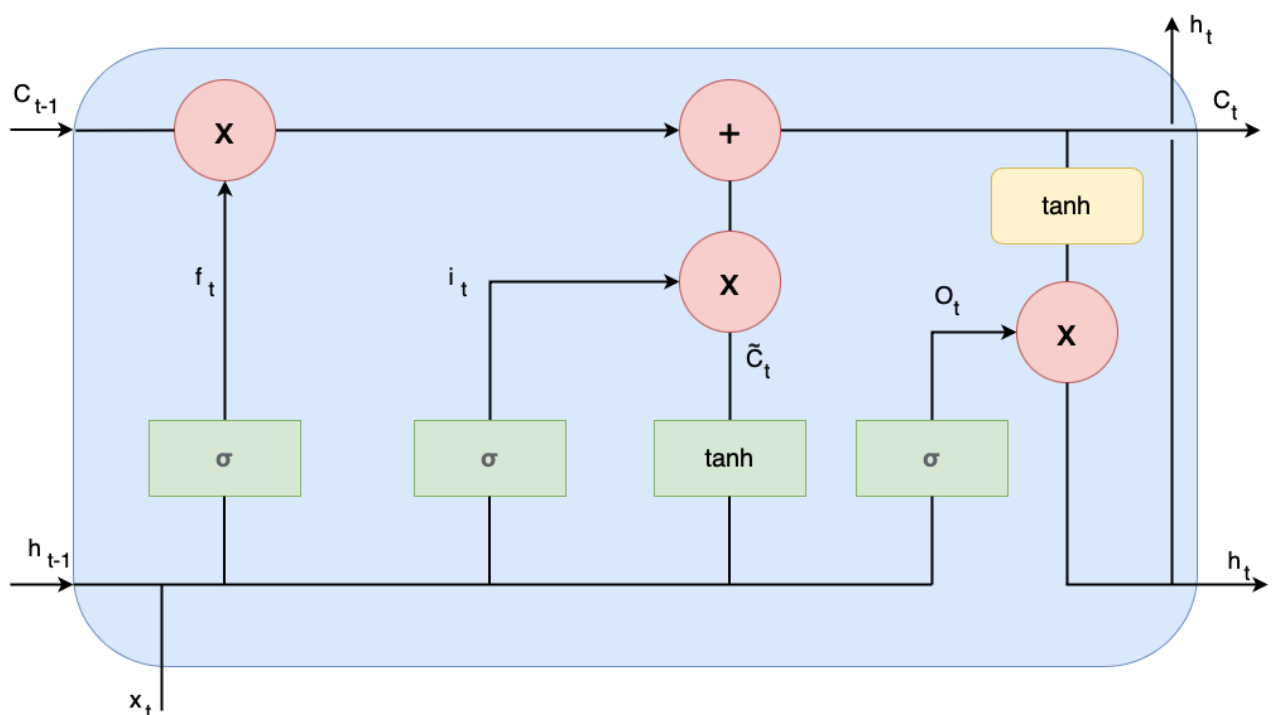 h t
C t-1
C t
X
+
tanh
f t
i t
X
O t
X
C̃ t
σ
σ
tanh
σ
h t-1
h t
x t